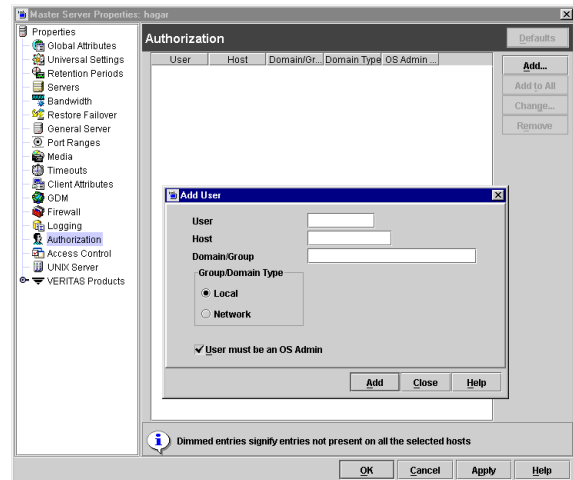 Master Server Properties: hagar
Properties
Global Attributes
Universal Settings
Retention Periods
Servers
Bandwidth
Restore Failover
General Server
Port Ranges
Media
Timeouts
Client Attributes
GDM
Firewall
Logging
Authorization
Access Control
UNIX Server
VERITAS Products
Authorization
Defaults
User Host Domain/Gr... Domain Type OS Admin ...
Add...
Add to All
Change...
Remove
Add User
User
Host
Domain/Group
Group/Domain Type
Local
Network
User must be an OS Admin
Add Close Help
Dimmed entries signify entries not present on all the selected hosts
OK Cancel Apply Help